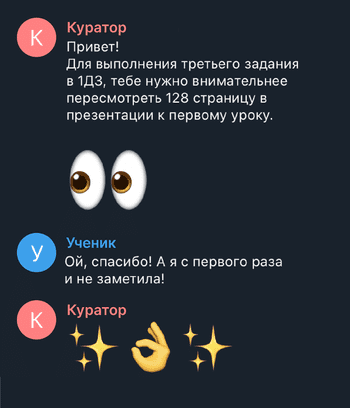 К
Куратор
Привет!
Для выполнения третьего задания
в 1ДЗ, тебе нужно внимательнее
пересмотреть 128 страницу в
презентации к первому уроку.
👀
У
Ученик
Ой, спасибо! А я с первого раза
и не заметила!
К
Куратор
✨👌✨